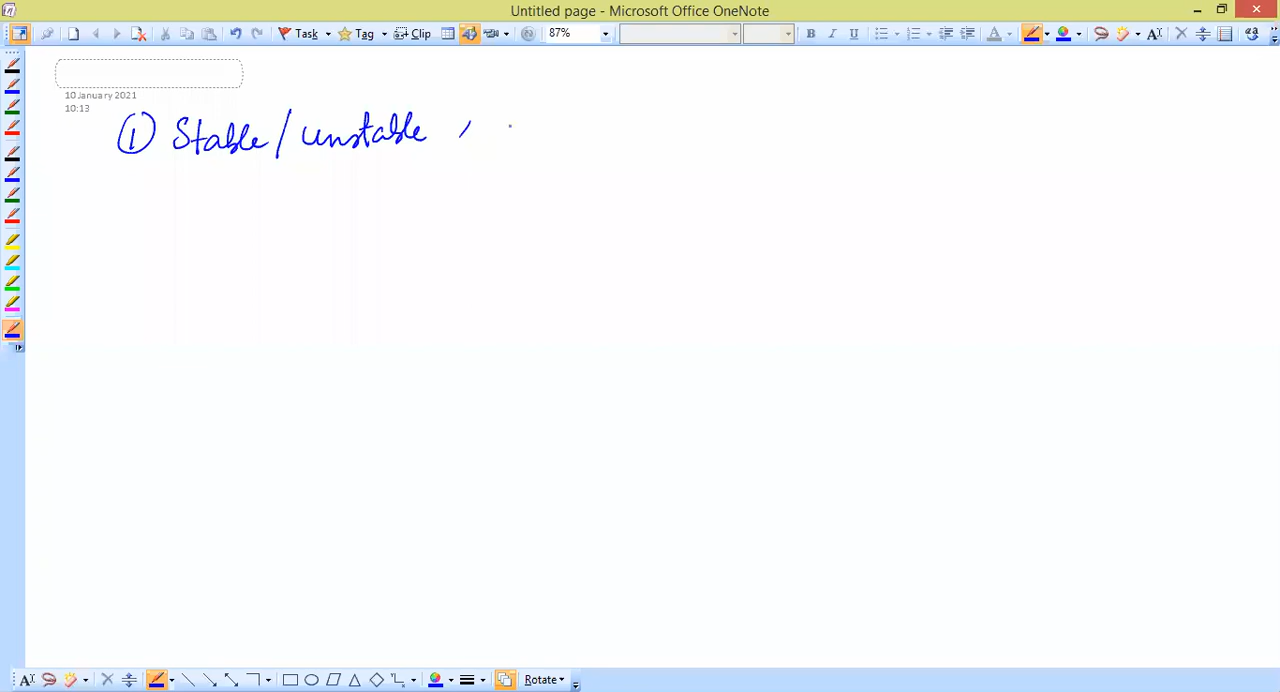 Untitled page - Microsoft Office OneNote
Task Tag Clip 87% B I U A
10 January 2021
10:13
① Stable / unstable ,
Rotate